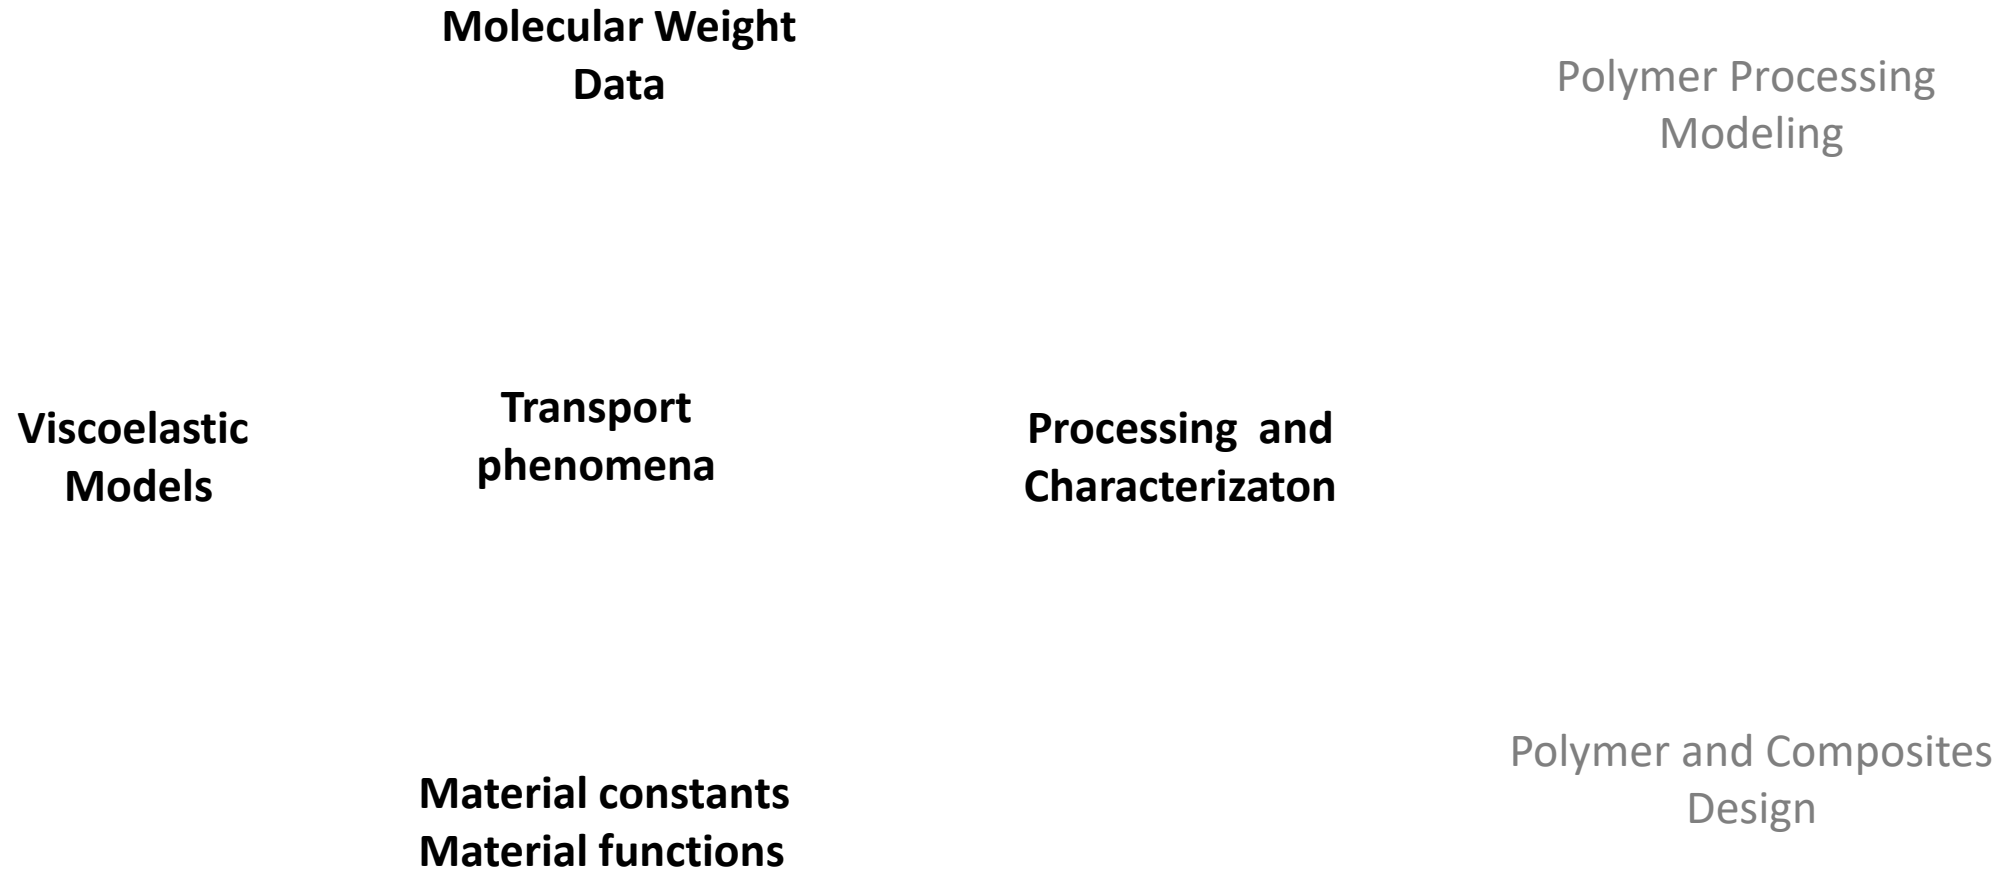 Molecular Weight
Data
Polymer Processing
Modeling
Viscoelastic
Models
Transport
phenomena
Processing  and
Characterizaton
Material constants
Material functions
Polymer and Composites
Design